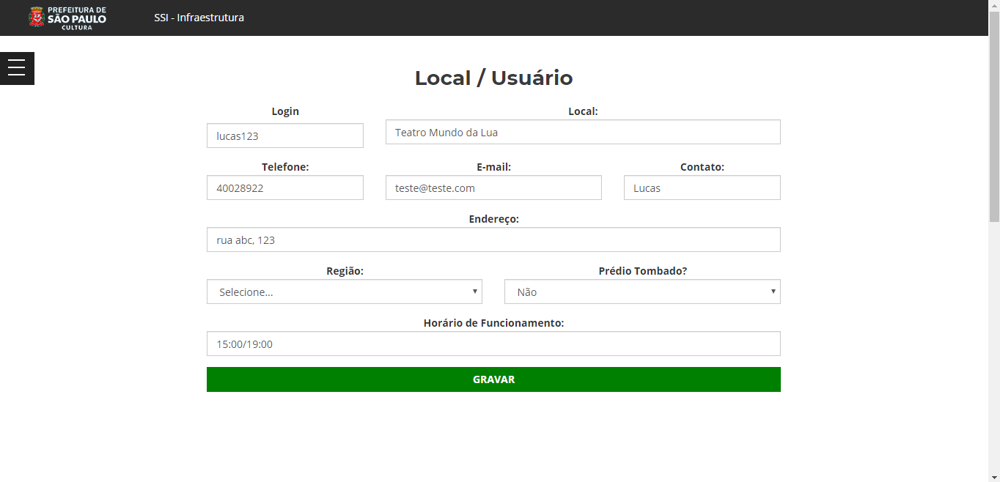 PREFEITURA DE
SÃO PAULO
CULTURA
SSI - Infraestrutura
Local / Usuário
Login
Local:
lucas123
Teatro Mundo da Lua
Telefone:
E-mail:
Contato:
40028922
teste@teste.com
Lucas
Endereço:
rua abc, 123
Região:
Prédio Tombado?
Selecione...
Não
Horário de Funcionamento:
15:00/19:00
GRAVAR